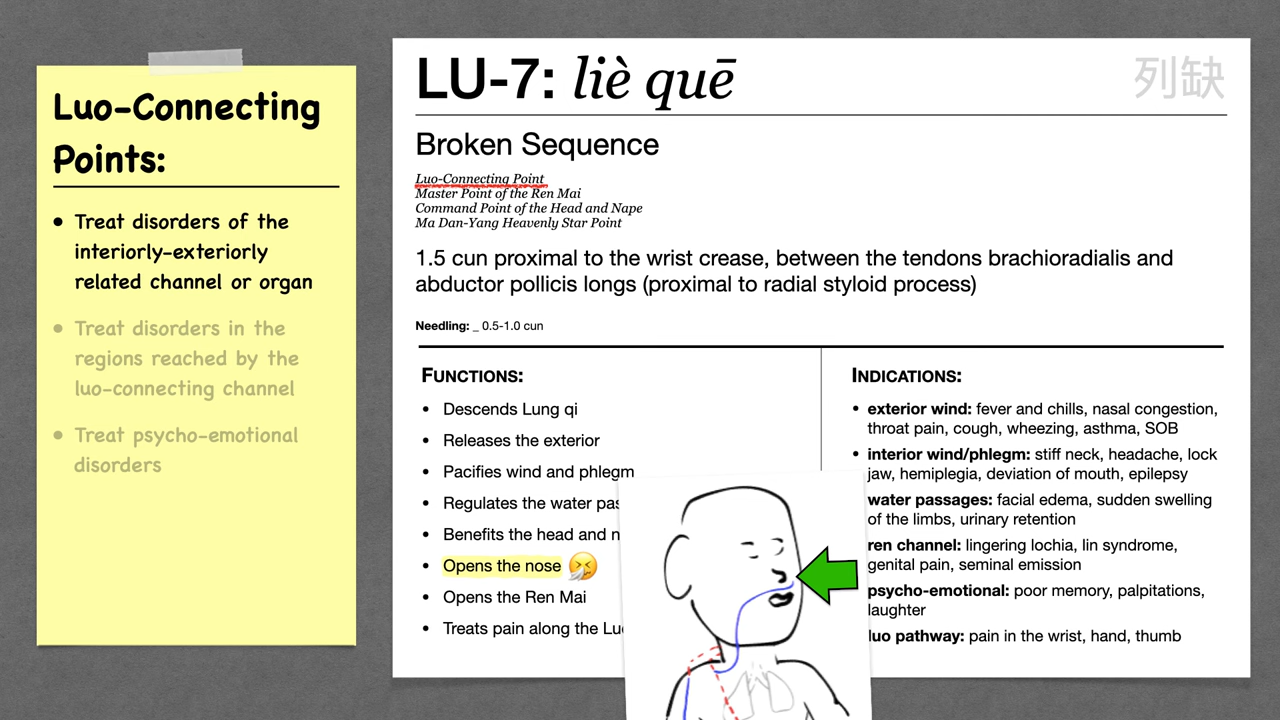 Luo-Connecting
Points:
• Treat disorders of the
interiorly-exteriorly
related channel or organ
• Treat disorders in the
regions reached by the
luo-connecting channel
• Treat psycho-emotional
disorders
LU-7: liè quē
列缺
Broken Sequence
Luo-Connecting Point
Master Point of the Ren Mai
Command Point of the Head and Nape
Ma Dan-Yang Heavenly Star Point
1.5 cun proximal to the wrist crease, between the tendons brachioradialis and
abductor pollicis longs (proximal to radial styloid process)
Needling: _ 0.5-1.0 cun
FUNCTIONS:
• Descends Lung qi
• Releases the exterior
• Pacifies wind and phlegm
• Regulates the water pas
• Benefits the head and n
• Opens the nose
• Opens the Ren Mai
• Treats pain along the Lu
INDICATIONS:
• exterior wind: fever and chills, nasal congestion,
throat pain, cough, wheezing, asthma, SOB
• interior wind/phlegm: stiff neck, headache, lock
jaw, hemiplegia, deviation of mouth, epilepsy
water passages: facial edema, sudden swelling
of the limbs, urinary retention
ren channel: lingering lochia, lin syndrome,
genital pain, seminal emission
psycho-emotional: poor memory, palpitations,
laughter
luo pathway: pain in the wrist, hand, thumb